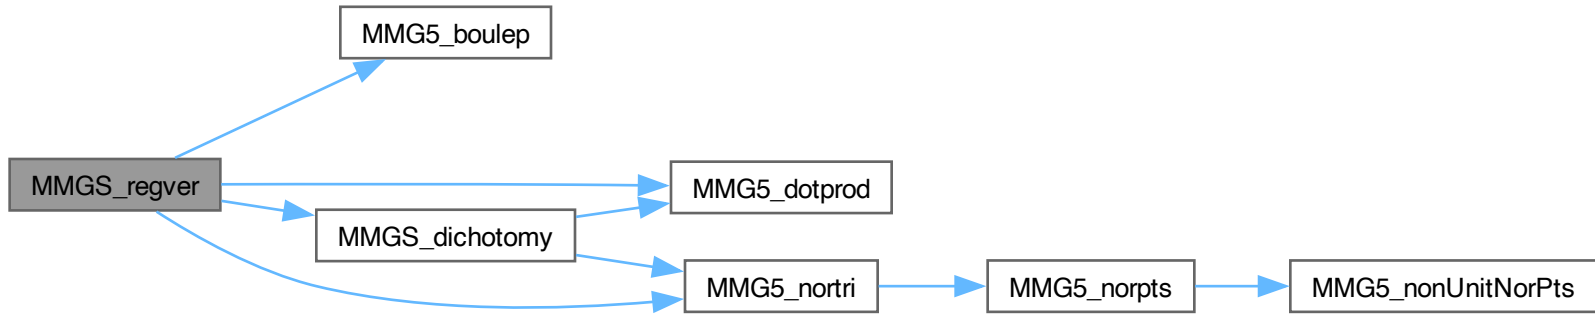 MMG5_boulep
MMGS_regver
MMG5_dotprod
MMGS_dichotomy
MMG5_nortri
MMG5_norpts
MMG5_nonUnitNorPts